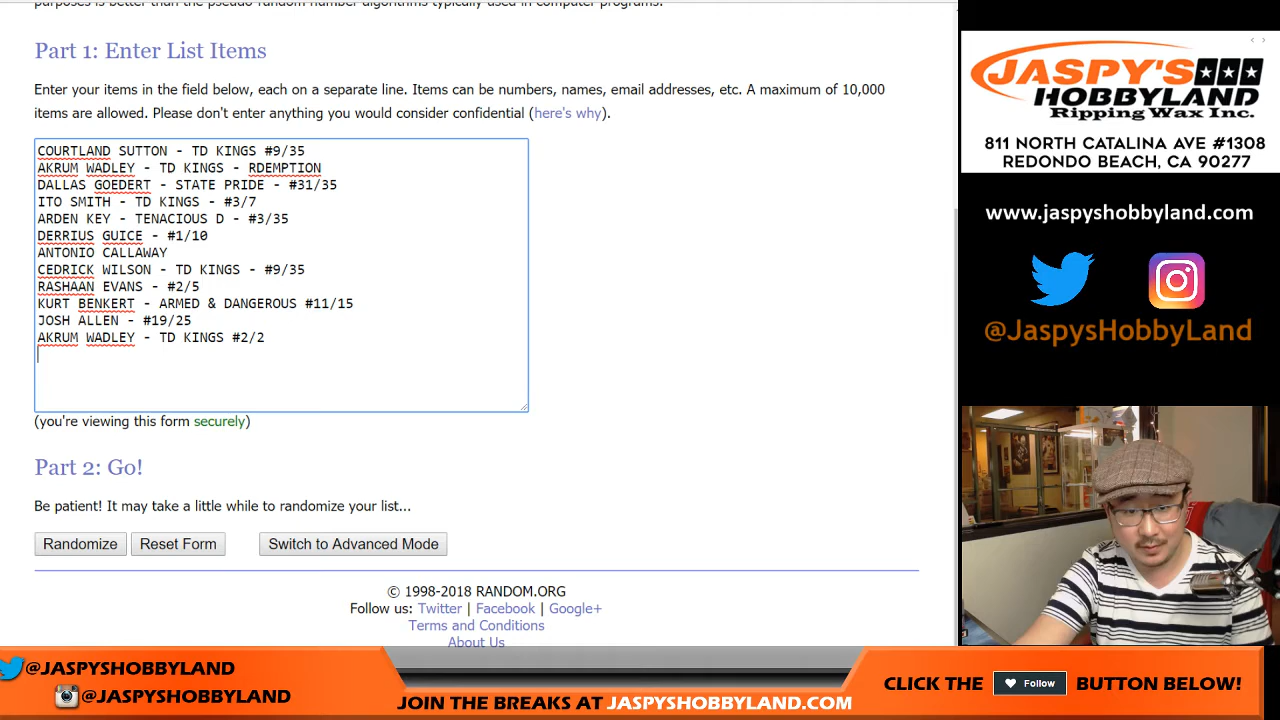 purposes is better than the pseudo-random number algorithms typically used in computer programs.
Part 1: Enter List Items
Enter your items in the field below, each on a separate line. Items can be numbers, names, email addresses, etc. A maximum of 10,000
items are allowed. Please don't enter anything you would consider confidential (here's why).
COURTLAND SUTTON - TD KINGS #9/35
AKRUM WADLEY - TD KINGS - RDEMPTION
DALLAS GOEDERT - STATE PRIDE - #31/35
ITO SMITH - TD KINGS - #3/7
ARDEN KEY - TENACIOUS D - #3/35
DERRIUS GUICE - #1/10
ANTONIO CALLAWAY
CEDRICK WILSON - TD KINGS - #9/35
RASHAAN EVANS - #2/5
KURT BENKERT - ARMED & DANGEROUS #11/15
JOSH ALLEN - #19/25
AKRUM WADLEY - TD KINGS #2/2
(you're viewing this form securely)
Part 2: Go!
Be patient! It may take a little while to randomize your list...
Randomize Reset Form Switch to Advanced Mode
© 1998-2018 RANDOM.ORG
Follow us: Twitter | Facebook | Google+
Terms and Conditions
About Us
JASPY'S
HOBBYLAND
Ripping Wax Inc.
811 NORTH CATALINA AVE #1308
REDONDO BEACH, CA 90277
www.jaspyshobbyland.com
@JaspysHobbyLand
@JASPYSHOBBYLAND
@JASPYSHOBBYLAND
JOIN THE BREAKS AT JASPYSHOBBYLAND.COM
CLICK THE Follow BUTTON BELOW!